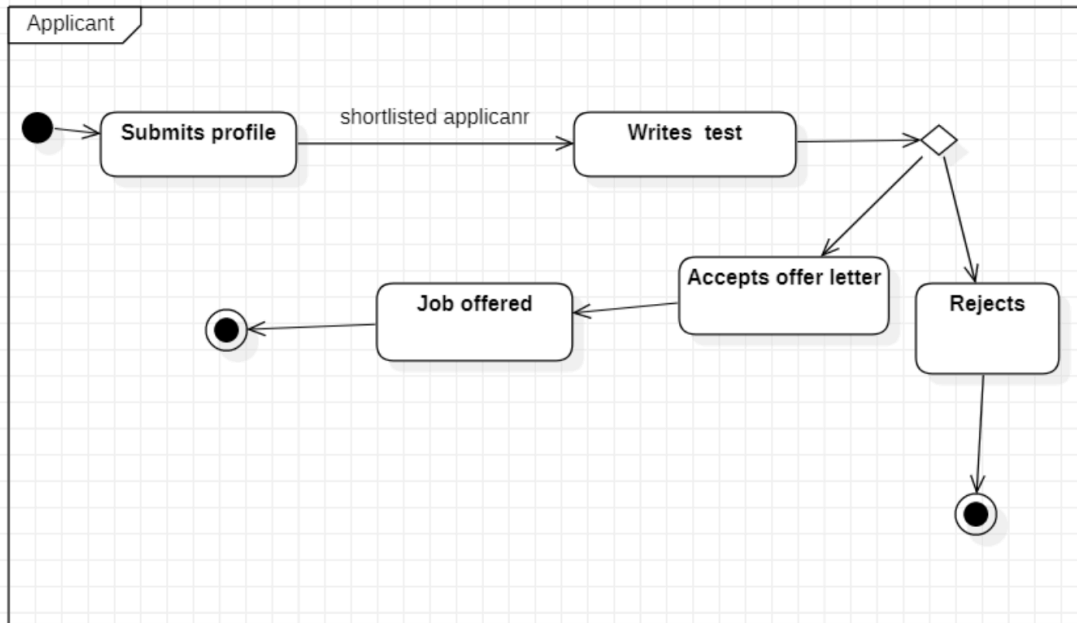 Applicant
shortlisted applicanr
Submits profile
Writes  test
Accepts offer letter
Job offered
Rejects